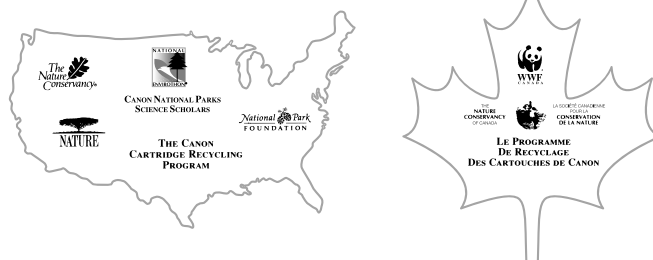 The
Nature
Conservancy®
NATIONAL
ENVIROTHON
CANON NATIONAL PARKS
SCIENCE SCHOLARS
NATURE
National Park
FOUNDATION
THE CANON
CARTRIDGE RECYCLING
PROGRAM
WWF
CANADA
THE
NATURE
CONSERVANCY
OF CANADA
LA SOCIÉTÉ CANADIENNE
POUR LA
CONSERVATION
DE LA NATURE
LE PROGRAMME
DE RECYCLAGE
DES CARTOUCHES DE CANON